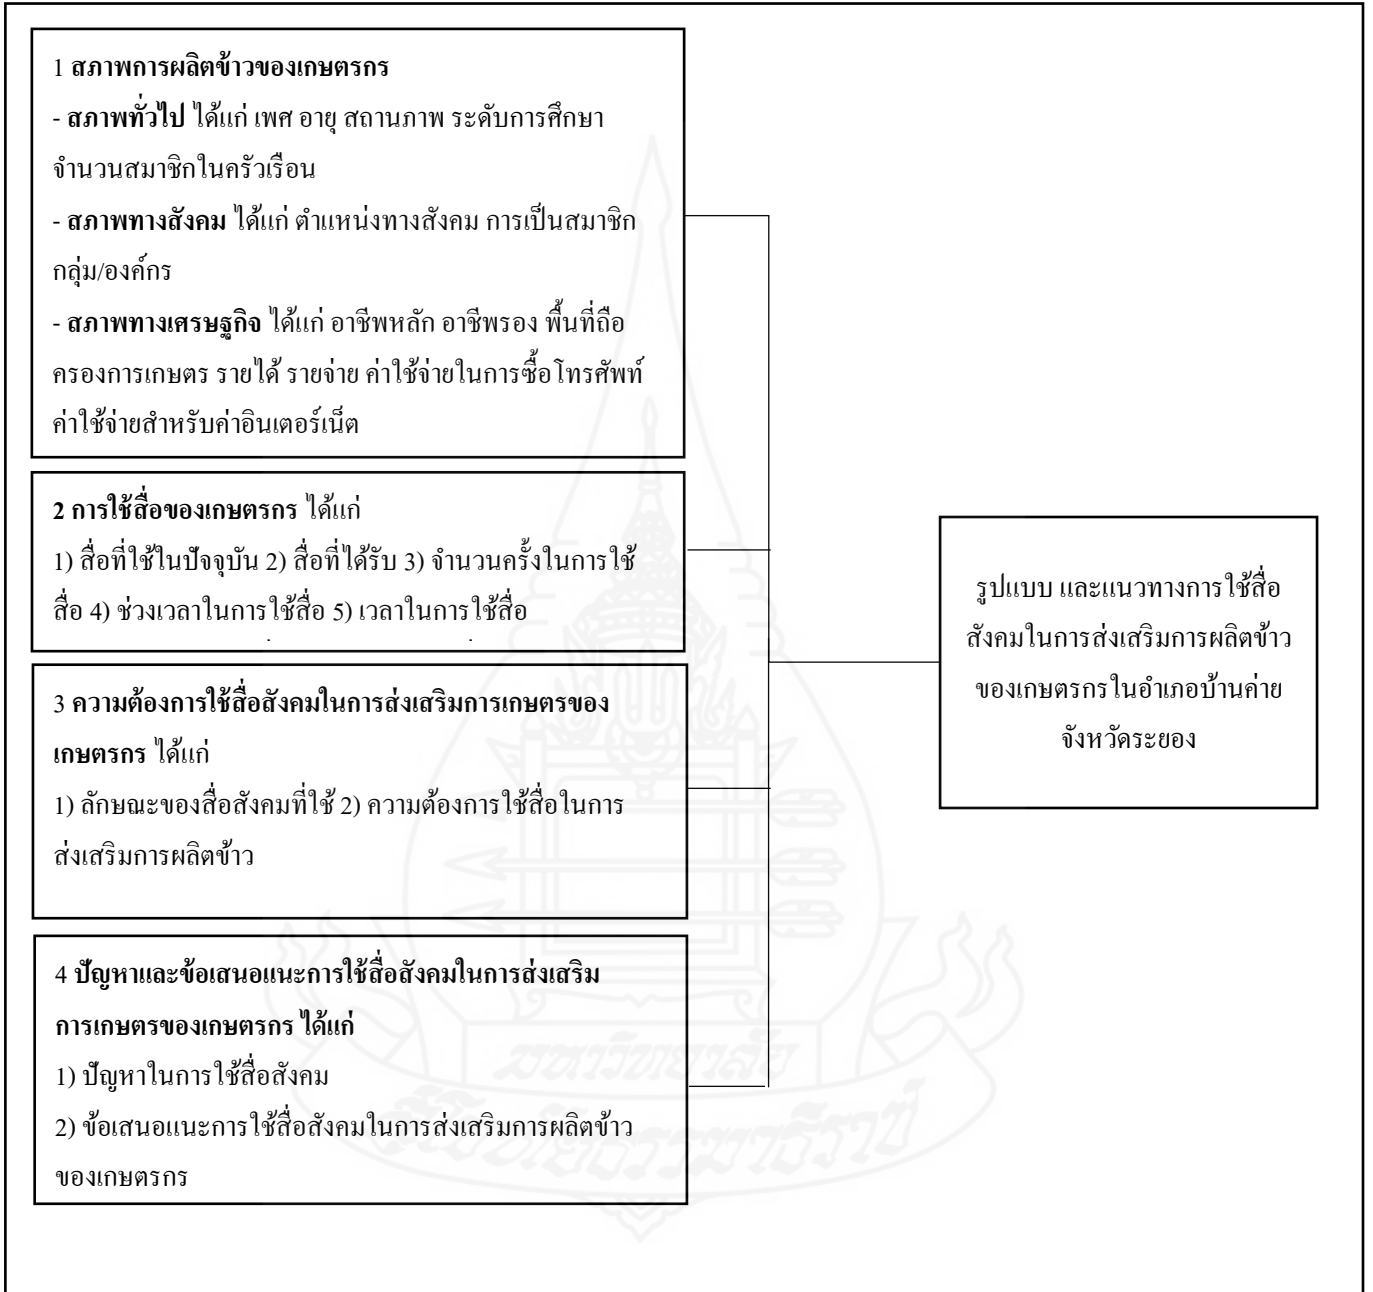 1 สภาพการผลิตข้าวของเกษตรกร
- สภาพทั่วไป ได้แก่ เพศ อายุ สถานภาพ ระดับการศึกษา
จำนวนสมาชิกในครัวเรือน
- สภาพทางสังคม ได้แก่ ตำแหน่งทางสังคม การเป็นสมาชิก
กลุ่ม/องค์กร
- สภาพทางเศรษฐกิจ ได้แก่ อาชีพหลัก อาชีพรอง พื้นที่ถือ
ครองการเกษตร รายได้ รายจ่าย ค่าใช้จ่ายในการซื้อโทรศัพท์
ค่าใช้จ่ายสำหรับค่าอินเตอร์เน็ต
2 การใช้สื่อของเกษตรกร ได้แก่
1) สื่อที่ใช้ในปัจจุบัน 2) สื่อที่ได้รับ 3) จำนวนครั้งในการใช้
สื่อ 4) ช่วงเวลาในการใช้สื่อ 5) เวลาในการใช้สื่อ
3 ความต้องการใช้สื่อสังคมในการส่งเสริมการเกษตรของ
เกษตรกร ได้แก่
1) ลักษณะของสื่อสังคมที่ใช้ 2) ความต้องการใช้สื่อในการ
ส่งเสริมการผลิตข้าว
4 ปัญหาและข้อเสนอแนะการใช้สื่อสังคมในการส่งเสริม
การเกษตรของเกษตรกร ได้แก่
1) ปัญหาในการใช้สื่อสังคม
2) ข้อเสนอแนะการใช้สื่อสังคมในการส่งเสริมการผลิตข้าว
ของเกษตรกร
รูปแบบ และแนวทางการใช้สื่อ
สังคมในการส่งเสริมการผลิตข้าว
ของเกษตรกรในอำเภอบ้านค่าย
จังหวัดระยอง
มหาวิทยาลัย
สุโขทัยธรรมาธิราช